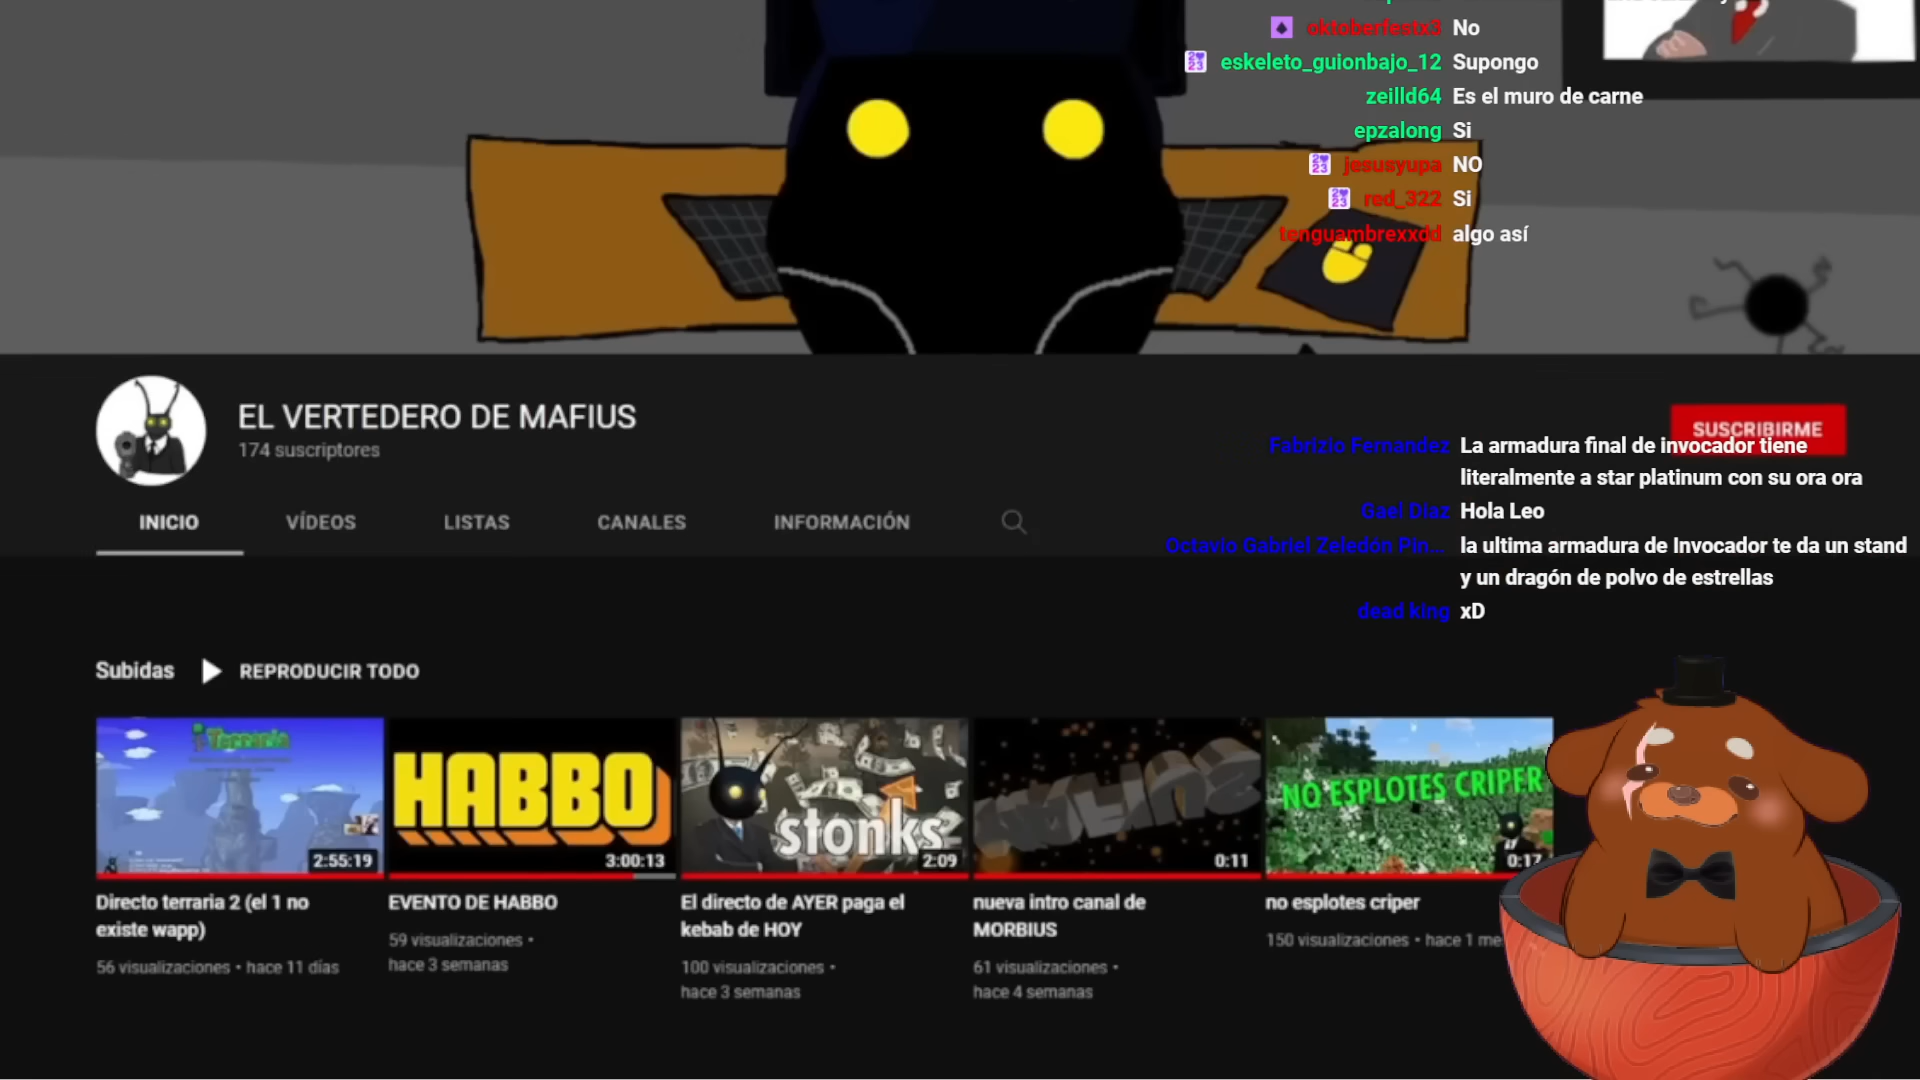 oktoberfestx3 No
eskeleto_guionbajo_12 Supongo
zeilld64 Es el muro de carne
epzalong Si
jesusyupa NO
red_322 Si
tenguambrexxdd algo así
EL VERTEDERO DE MAFIUS
174 suscriptores
SUSCRIBIRME
Fabrizio Fernandez La armadura final de invocador tiene
literalmente a star platinum con su ora ora
Gael Diaz Hola Leo
INICIO VÍDEOS LISTAS CANALES INFORMACIÓN
Octavio Gabriel Zeledón Pin... la ultima armadura de Invocador te da un stand
y un dragón de polvo de estrellas
dead king xD
Subidas REPRODUCIR TODO
Terraria
2:55:19
HABBO
3:00:13
stonks
2:09
0:11
NO ESPLOTES CRIPER
0:17
Directo terraria 2 (el 1 no
existe wapp)
56 visualizaciones • hace 11 días
EVENTO DE HABBO
59 visualizaciones •
hace 3 semanas
El directo de AYER paga el
kebab de HOY
100 visualizaciones •
hace 3 semanas
nueva intro canal de
MORBIUS
61 visualizaciones •
hace 4 semanas
no esplotes criper
150 visualizaciones • hace 1 me